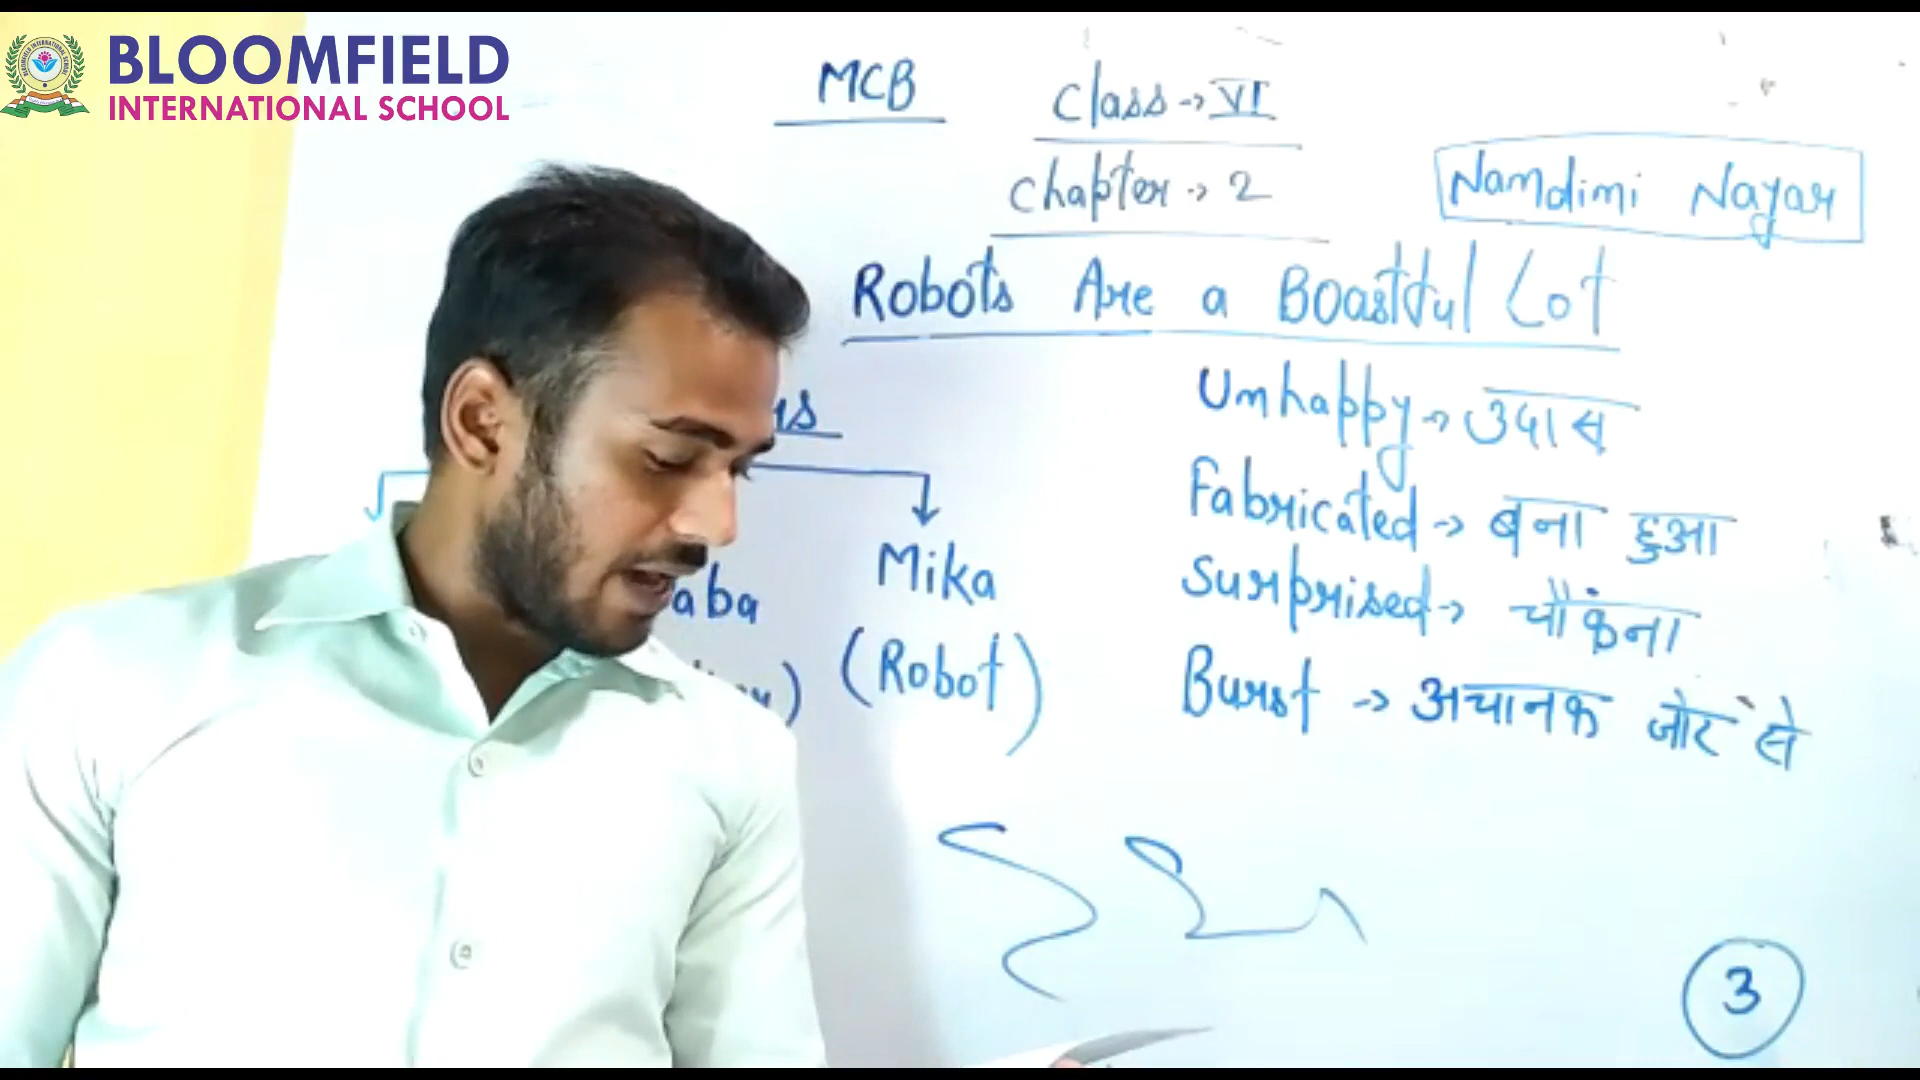 BLOOMFIELD
INTERNATIONAL SCHOOL
MCB
Class → VI
Chapter → 2
Namdimi Nayar
Robots Are a Boastful Lot
Unhappy → उदास
Fabricated → बना हुआ
Surprised → चौंकना
Burst → अचानक जोर से
Mika
(Robot)
3